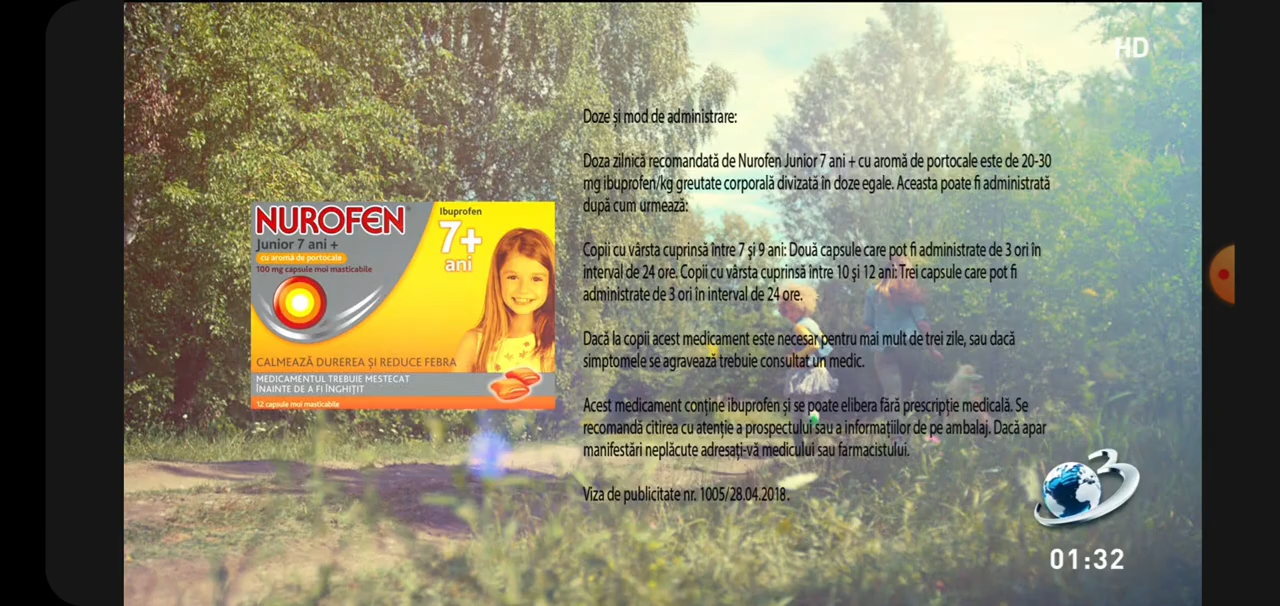 HD
Doze și mod de administrare:
Doza zilnică recomandată de Nurofen Junior 7 ani + cu aromă de portocale este de 20-30
mg ibuprofen/kg greutate corporală divizată în doze egale. Aceasta poate fi administrată
după cum urmează:
Copii cu vârsta cuprinsă între 7 și 9 ani: Două capsule care pot fi administrate de 3 ori în
interval de 24 ore. Copii cu vârsta cuprinsă între 10 și 12 ani: Trei capsule care pot fi
administrate de 3 ori în interval de 24 ore.
Dacă la copii acest medicament este necesar pentru mai mult de trei zile, sau dacă
simptomele se agravează trebuie consultat un medic.
Acest medicament conține ibuprofen și se poate elibera fără prescripție medicală. Se
recomandă citirea cu atenție a prospectului sau a informațiilor de pe ambalaj. Dacă apar
manifestări neplăcute adresați-vă medicului sau farmacistului.
Viza de publicitate nr. 1005/28.04.2018.
NUROFEN
Junior 7 ani +
cu aromă de portocale
100 mg capsule moi masticabile
Ibuprofen
7+
ani
CALMEAZĂ DUREREA ȘI REDUCE FEBRA
MEDICAMENTUL TREBUIE MESTECAT
ÎNAINTE DE A FI ÎNGHIȚIT
12 capsule moi masticabile
3
01:32